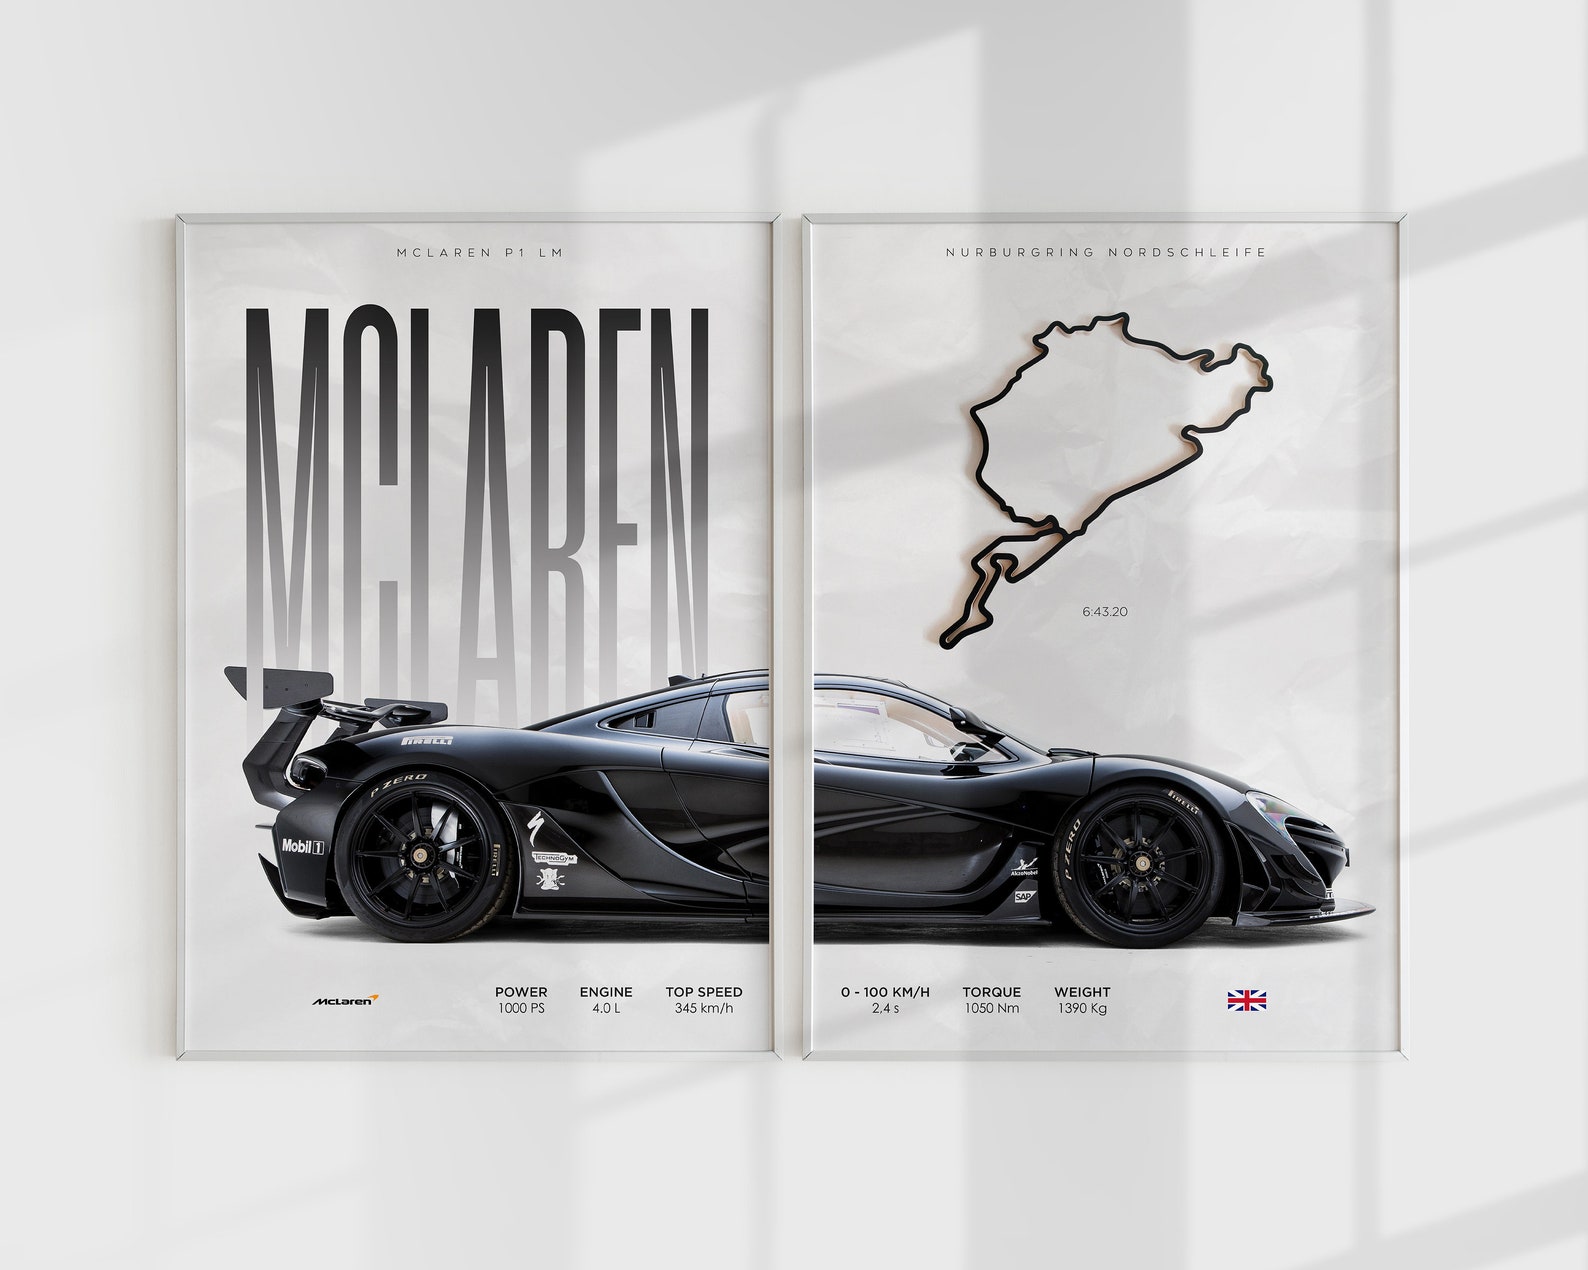 MCLAREN P1 LM
MCLAREN
PIRELLI
P ZERO
PIRELLI
Mobil 1
TECHNOGYM
McLaren
POWER
1000 PS
ENGINE
4.0 L
TOP SPEED
345 km/h
NURBURGRING NORDSCHLEIFE
6:43.20
PIRELLI
P ZERO
AkzoNobel
SAP
0 - 100 KM/H
2,4 s
TORQUE
1050 Nm
WEIGHT
1390 Kg